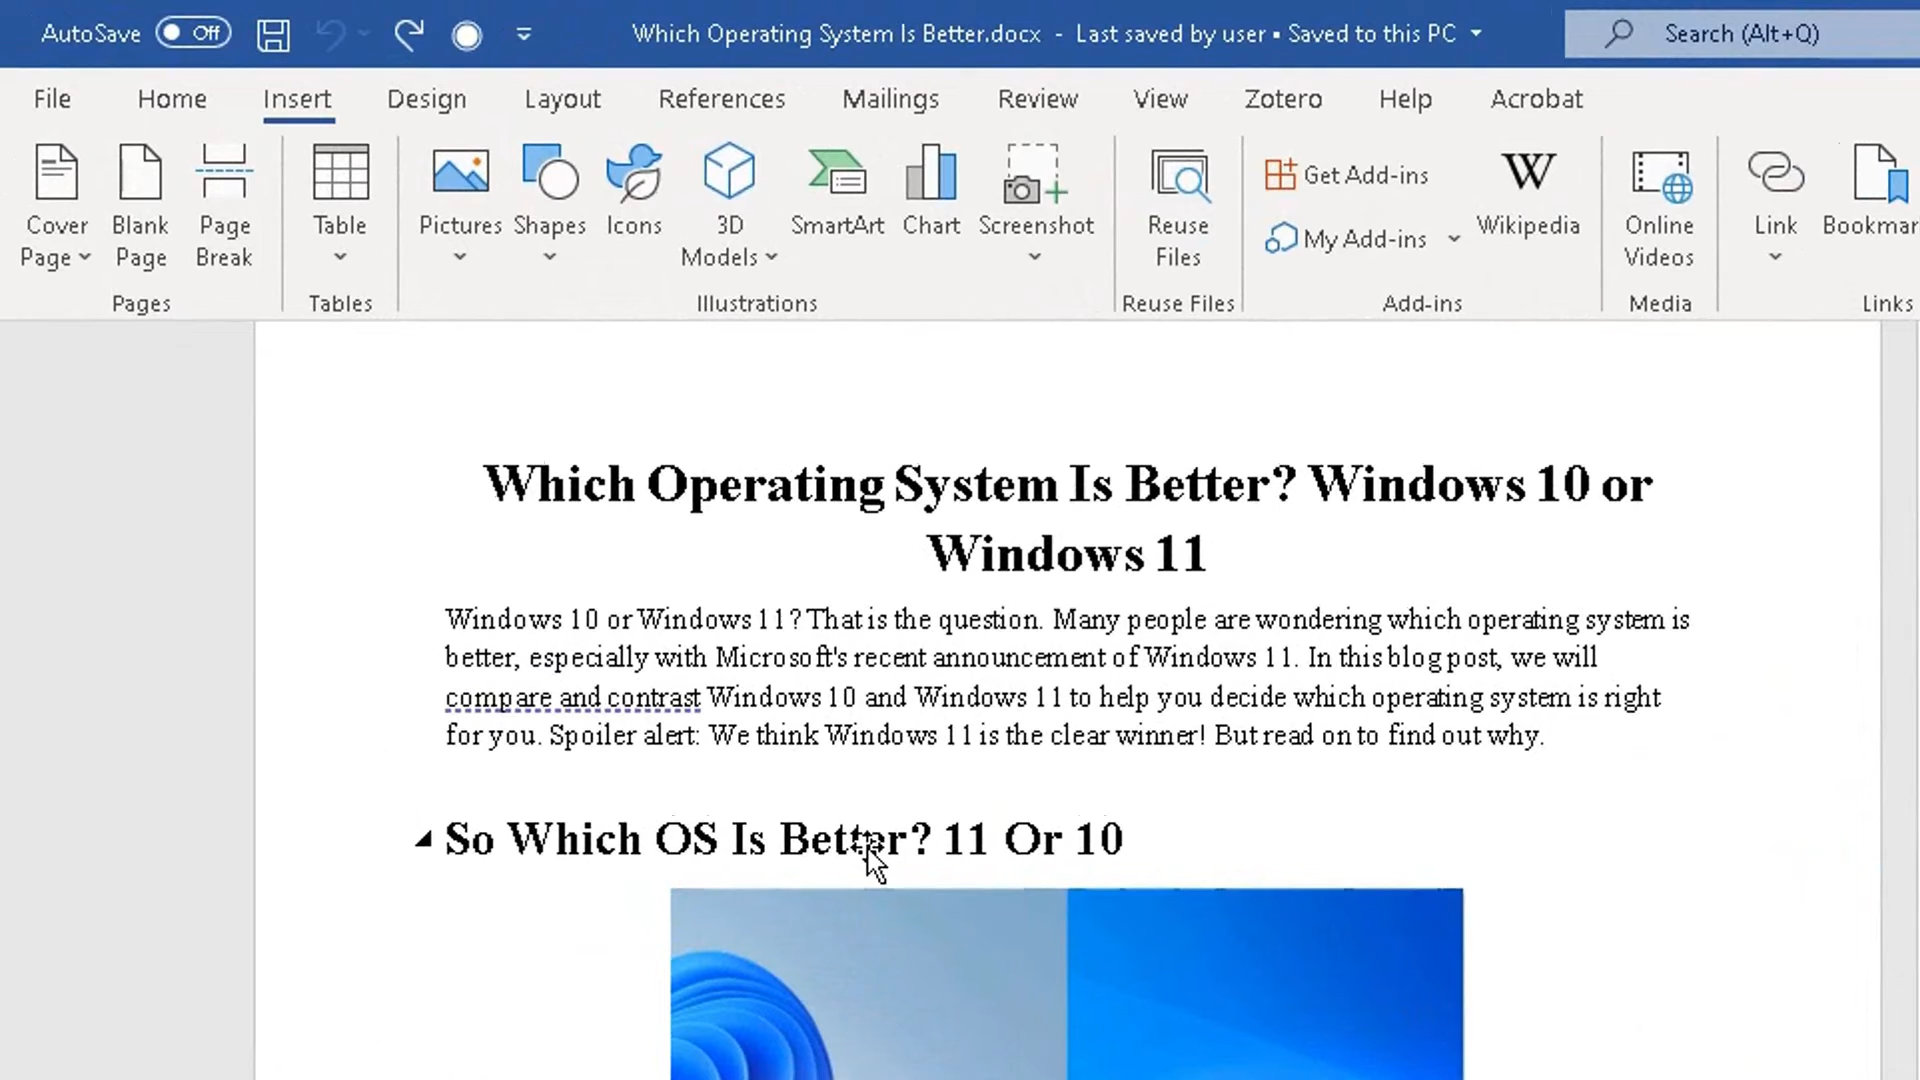 AutoSave Off Which Operating System Is Better.docx - Last saved by user • Saved to this PC Search (Alt+Q)
File Home Insert Design Layout References Mailings Review View Zotero Help Acrobat
Cover Page
Blank Page
Page Break
Table
Pictures
Shapes
Icons
3D Models
SmartArt
Chart
Screenshot
Reuse Files
Get Add-ins
My Add-ins
W
Wikipedia
Online Videos
Link
Bookmar
Pages Tables Illustrations Reuse Files Add-ins Media Links
Which Operating System Is Better? Windows 10 or
Windows 11
Windows 10 or Windows 11? That is the question. Many people are wondering which operating system is
better, especially with Microsoft's recent announcement of Windows 11. In this blog post, we will
compare and contrast Windows 10 and Windows 11 to help you decide which operating system is right
for you. Spoiler alert: We think Windows 11 is the clear winner! But read on to find out why.
So Which OS Is Better? 11 Or 10